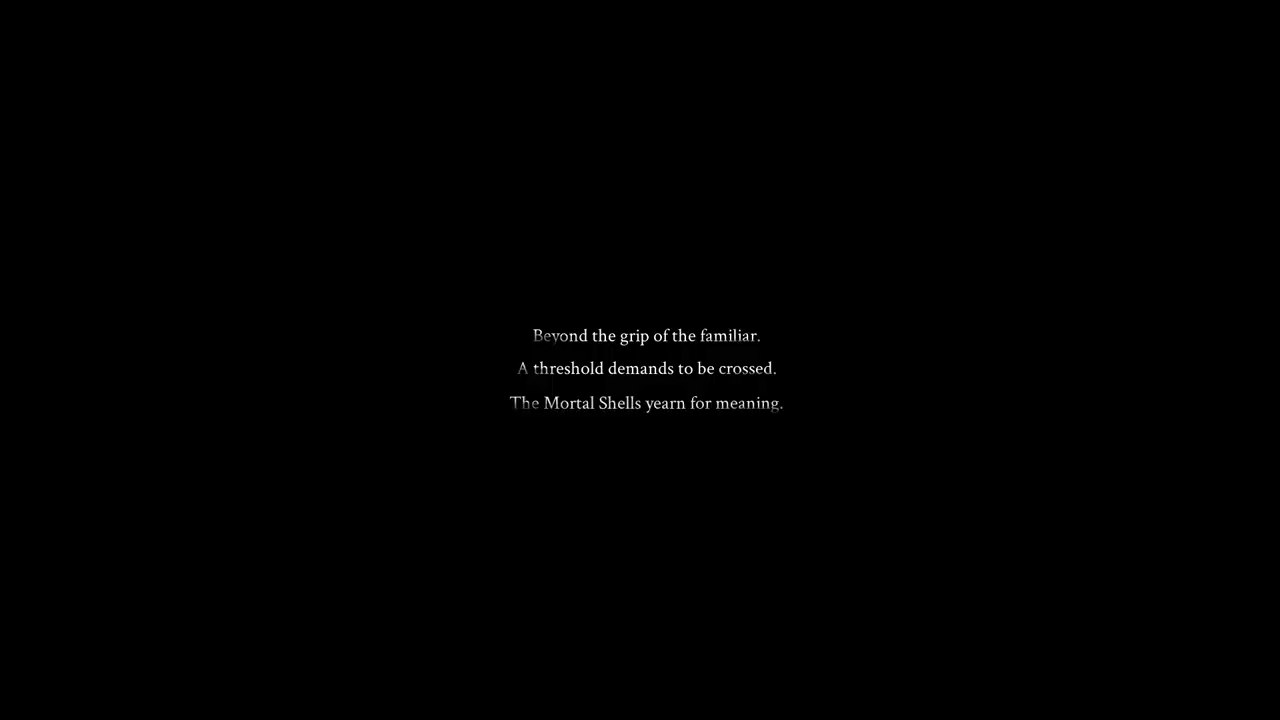 Beyond the grip of the familiar.
A threshold demands to be crossed.
The Mortal Shells yearn for meaning.